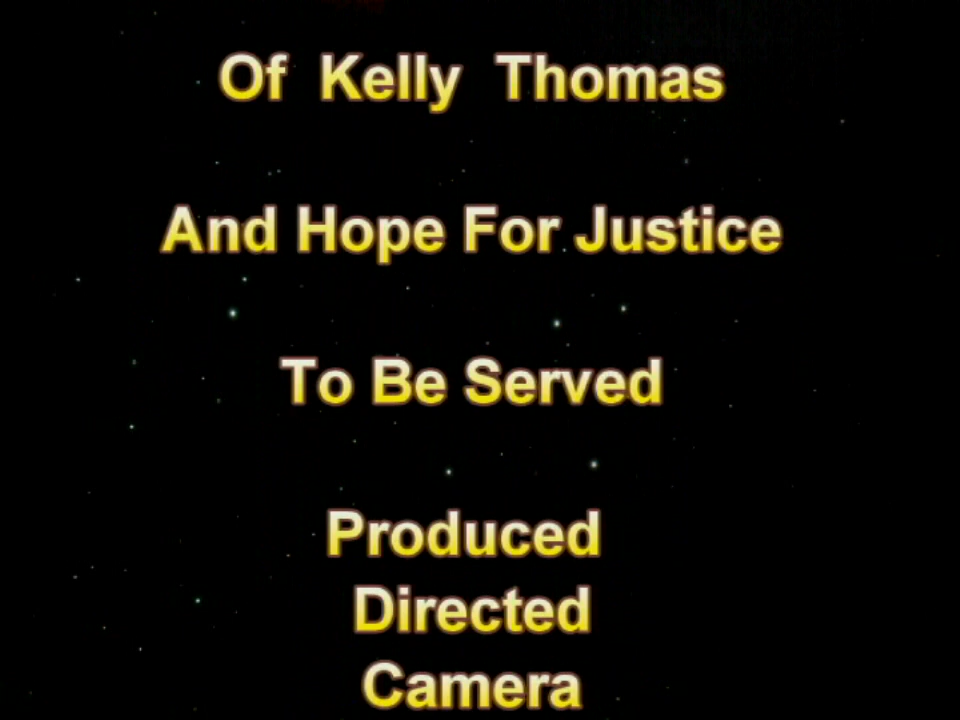 Of Kelly Thomas
And Hope For Justice
To Be Served
Produced
Directed
Camera